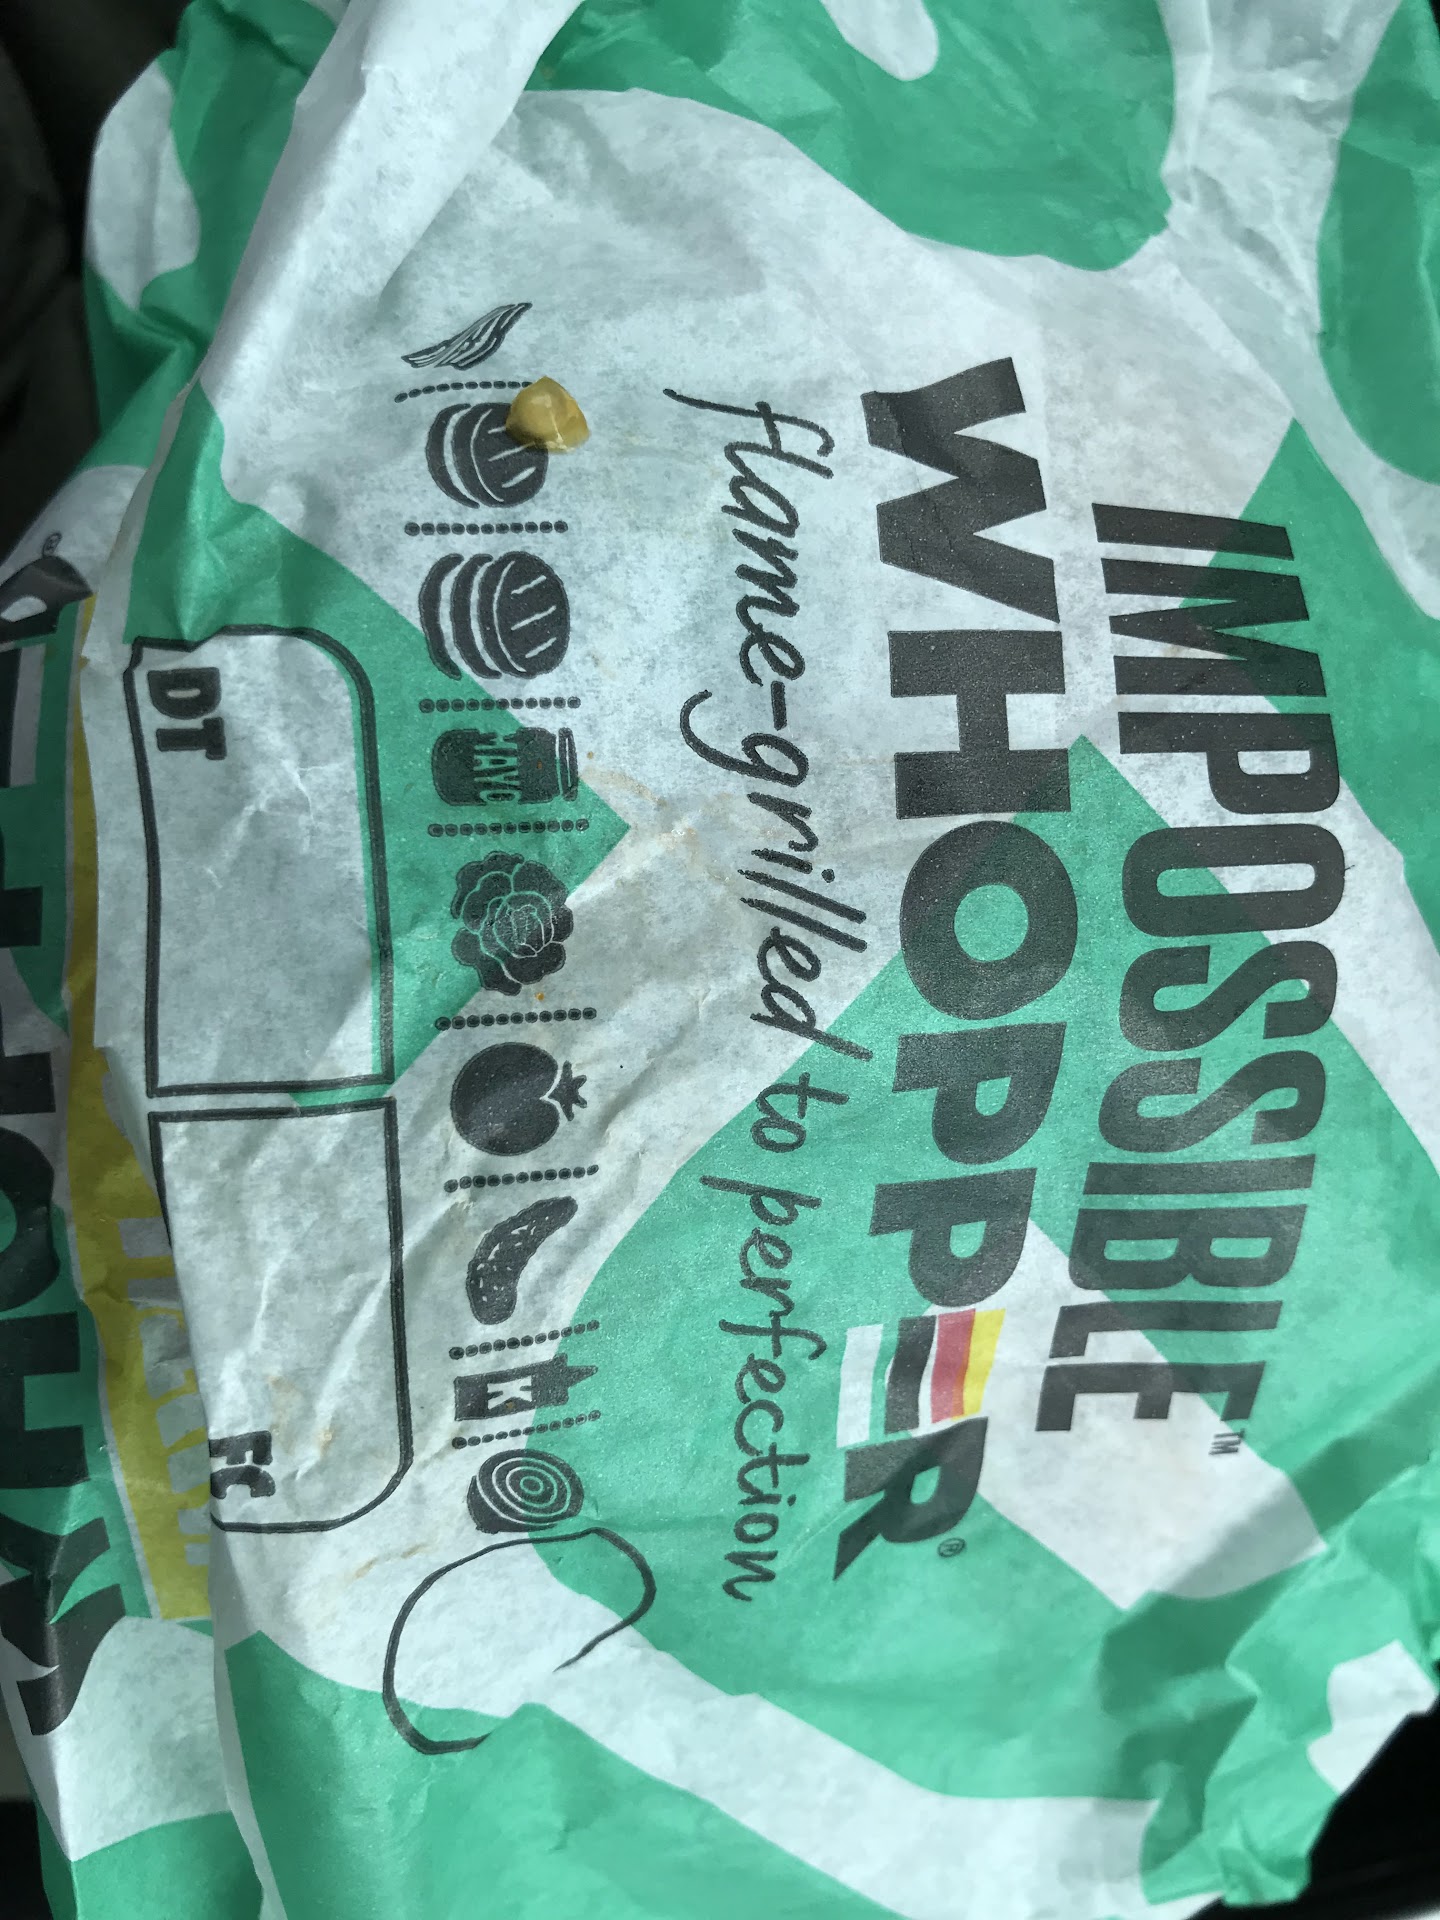 IMPOSSIBLE™
WHOPPER®
flame-grilled to perfection
MAYO
K
DT
FC